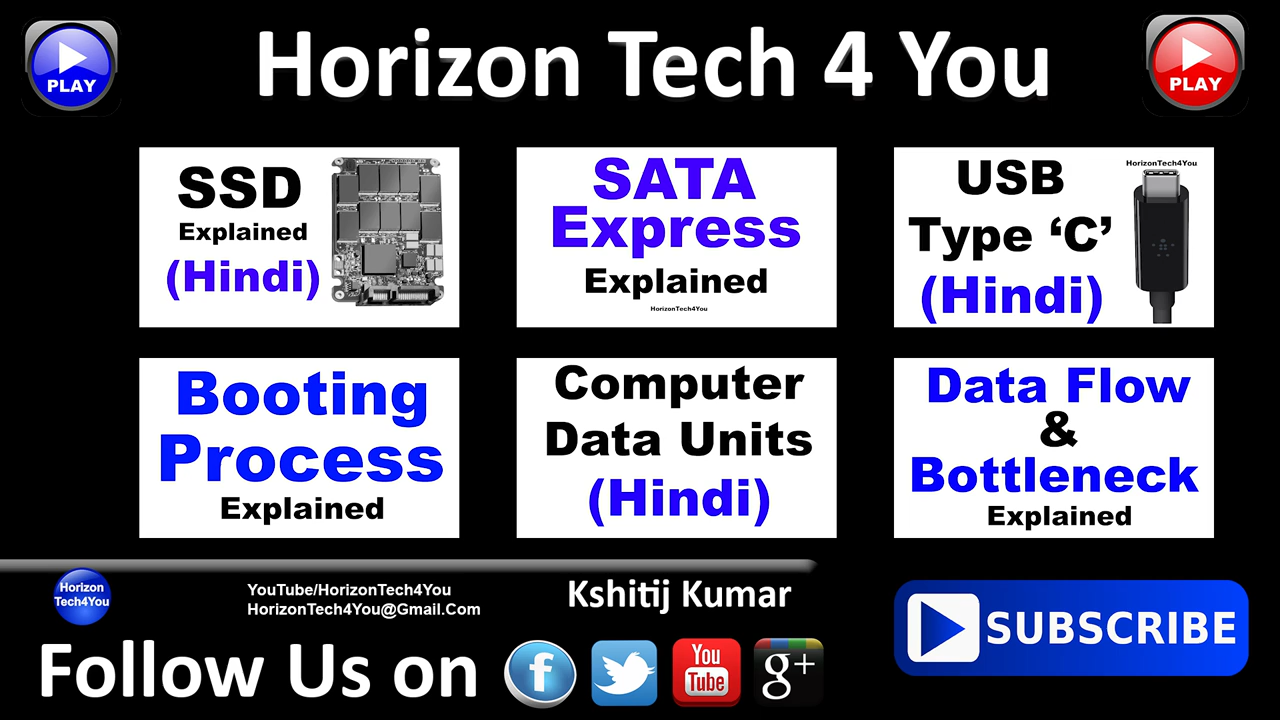 PLAY
Horizon Tech 4 You
PLAY
SSD
Explained
(Hindi)
SATA
Express
Explained
HorizonTech4You
HorizonTech4You
USB
Type ‘C’
(Hindi)
Booting
Process
Explained
Computer
Data Units
(Hindi)
Data Flow
&
Bottleneck
Explained
Horizon
Tech4You
YouTube/HorizonTech4You
HorizonTech4You@Gmail.Com
Kshitij Kumar
SUBSCRIBE
Follow Us on
f
You
Tube
g+